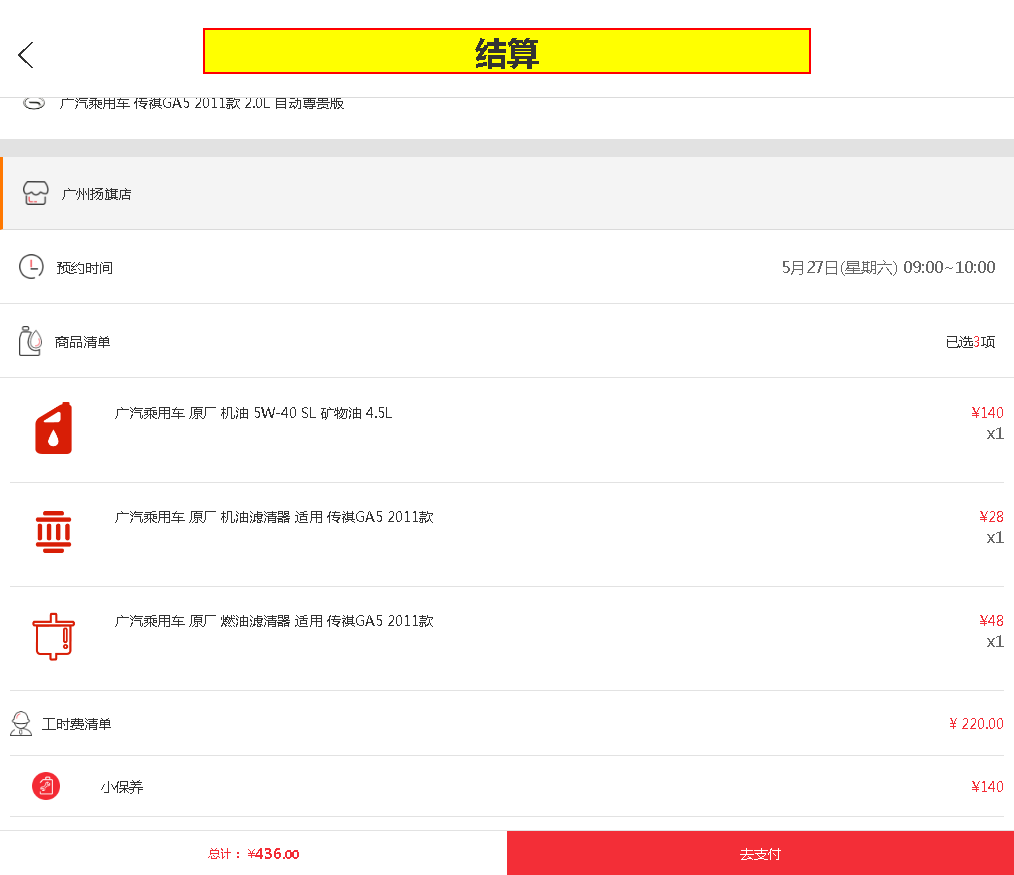 结算
广汽乘用车 传祺GA5 2011款 2.0L 自动尊贵版
广州扬旗店
预约时间
5月27日(星期六) 09:00~10:00
商品清单
已选3项
广汽乘用车 原厂 机油 5W-40 SL 矿物油 4.5L
¥140
x1
广汽乘用车 原厂 机油滤清器 适用 传祺GA5 2011款
¥28
x1
广汽乘用车 原厂 燃油滤清器 适用 传祺GA5 2011款
¥48
x1
工时费清单
¥ 220.00
小保养
¥140
总计： ¥436.00
去支付